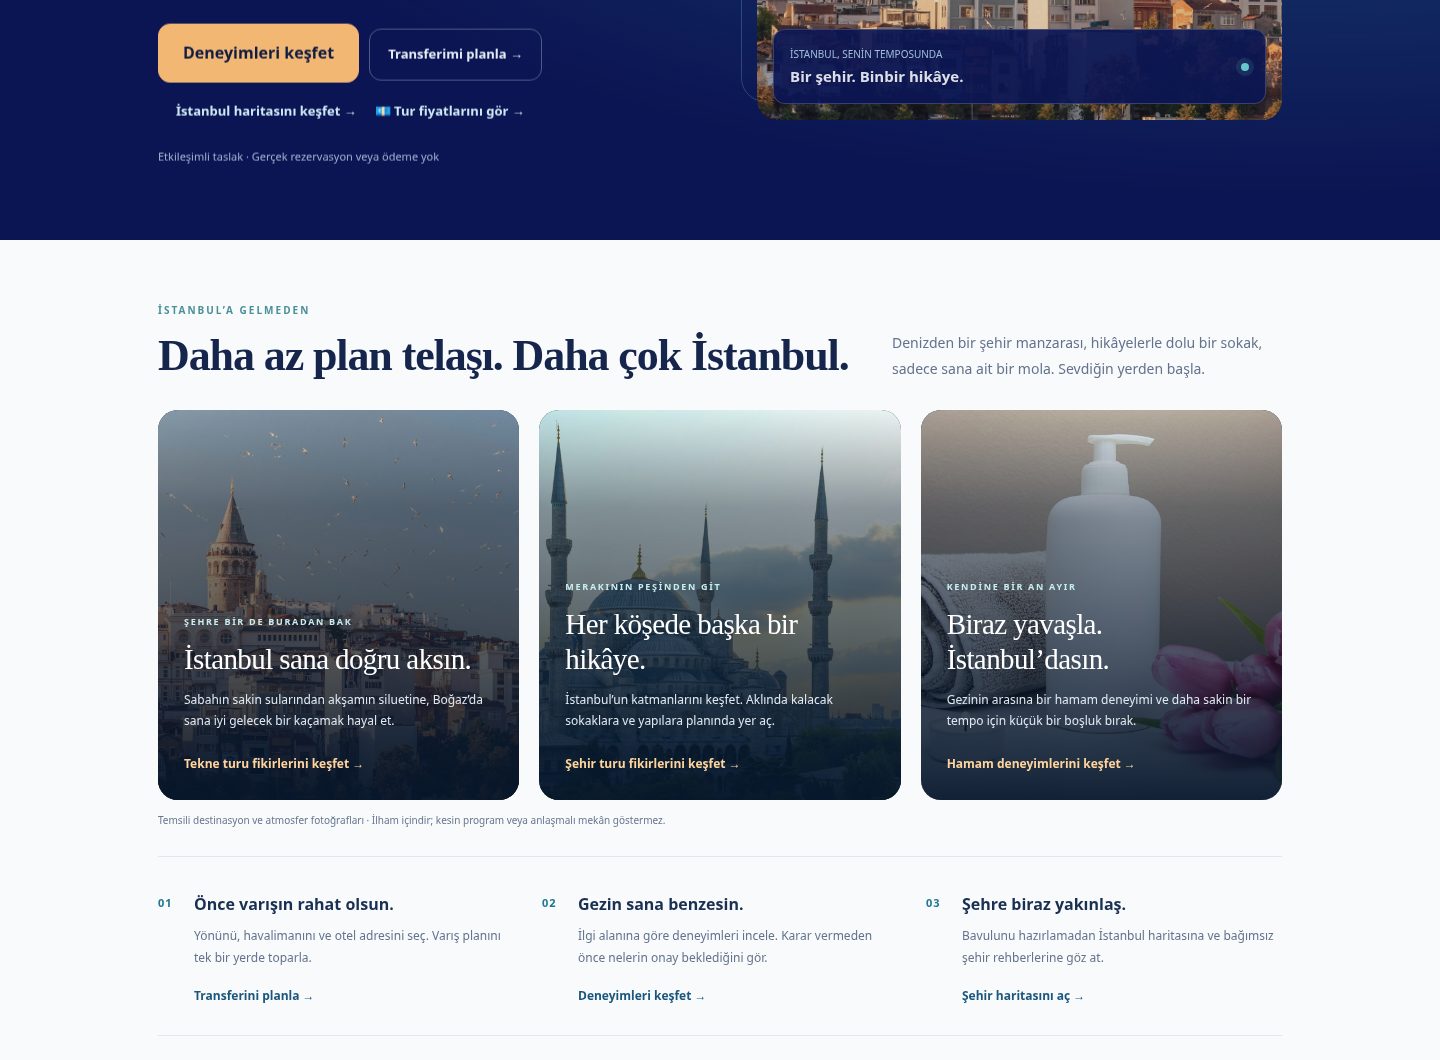 Deneyimleri keşfet
Transferimi planla →
İstanbul haritasını keşfet →
💶 Tur fiyatlarını gör →
Etkileşimli taslak · Gerçek rezervasyon veya ödeme yok
İSTANBUL, SENİN TEMPOSUNDA
Bir şehir. Binbir hikâye.
İSTANBUL'A GELMEDEN
Daha az plan telaşı. Daha çok İstanbul.
Denizden bir şehir manzarası, hikâyelerle dolu bir sokak,
sadece sana ait bir mola. Sevdiğin yerden başla.
ŞEHRE BİR DE BURADAN BAK
İstanbul sana doğru aksın.
Sabahın sakin sularından akşamın siluetine, Boğaz’da
sana iyi gelecek bir kaçamak hayal et.
Tekne turu fikirlerini keşfet →
MERAKININ PEŞİNDEN GİT
Her köşede başka bir
hikâye.
İstanbul’un katmanlarını keşfet. Aklında kalacak
sokaklara ve yapılara planında yer aç.
Şehir turu fikirlerini keşfet →
KENDİNE BİR AN AYIR
Biraz yavaşla.
İstanbul’dasın.
Gezinin arasına bir hamam deneyimi ve daha sakin bir
tempo için küçük bir boşluk bırak.
Hamam deneyimlerini keşfet →
Temsili destinasyon ve atmosfer fotoğrafları · İlham içindir; kesin program veya anlaşmalı mekân göstermez.
01
Önce varışın rahat olsun.
Yönünü, havalimanını ve otel adresini seç. Varış planını
tek bir yerde toparla.
Transferini planla →
02
Gezin sana benzesin.
İlgi alanına göre deneyimleri incele. Karar vermeden
önce nelerin onay beklediğini gör.
Deneyimleri keşfet →
03
Şehre biraz yakınlaş.
Bavulunu hazırlamadan İstanbul haritasına ve bağımsız
şehir rehberlerine göz at.
Şehir haritasını aç →